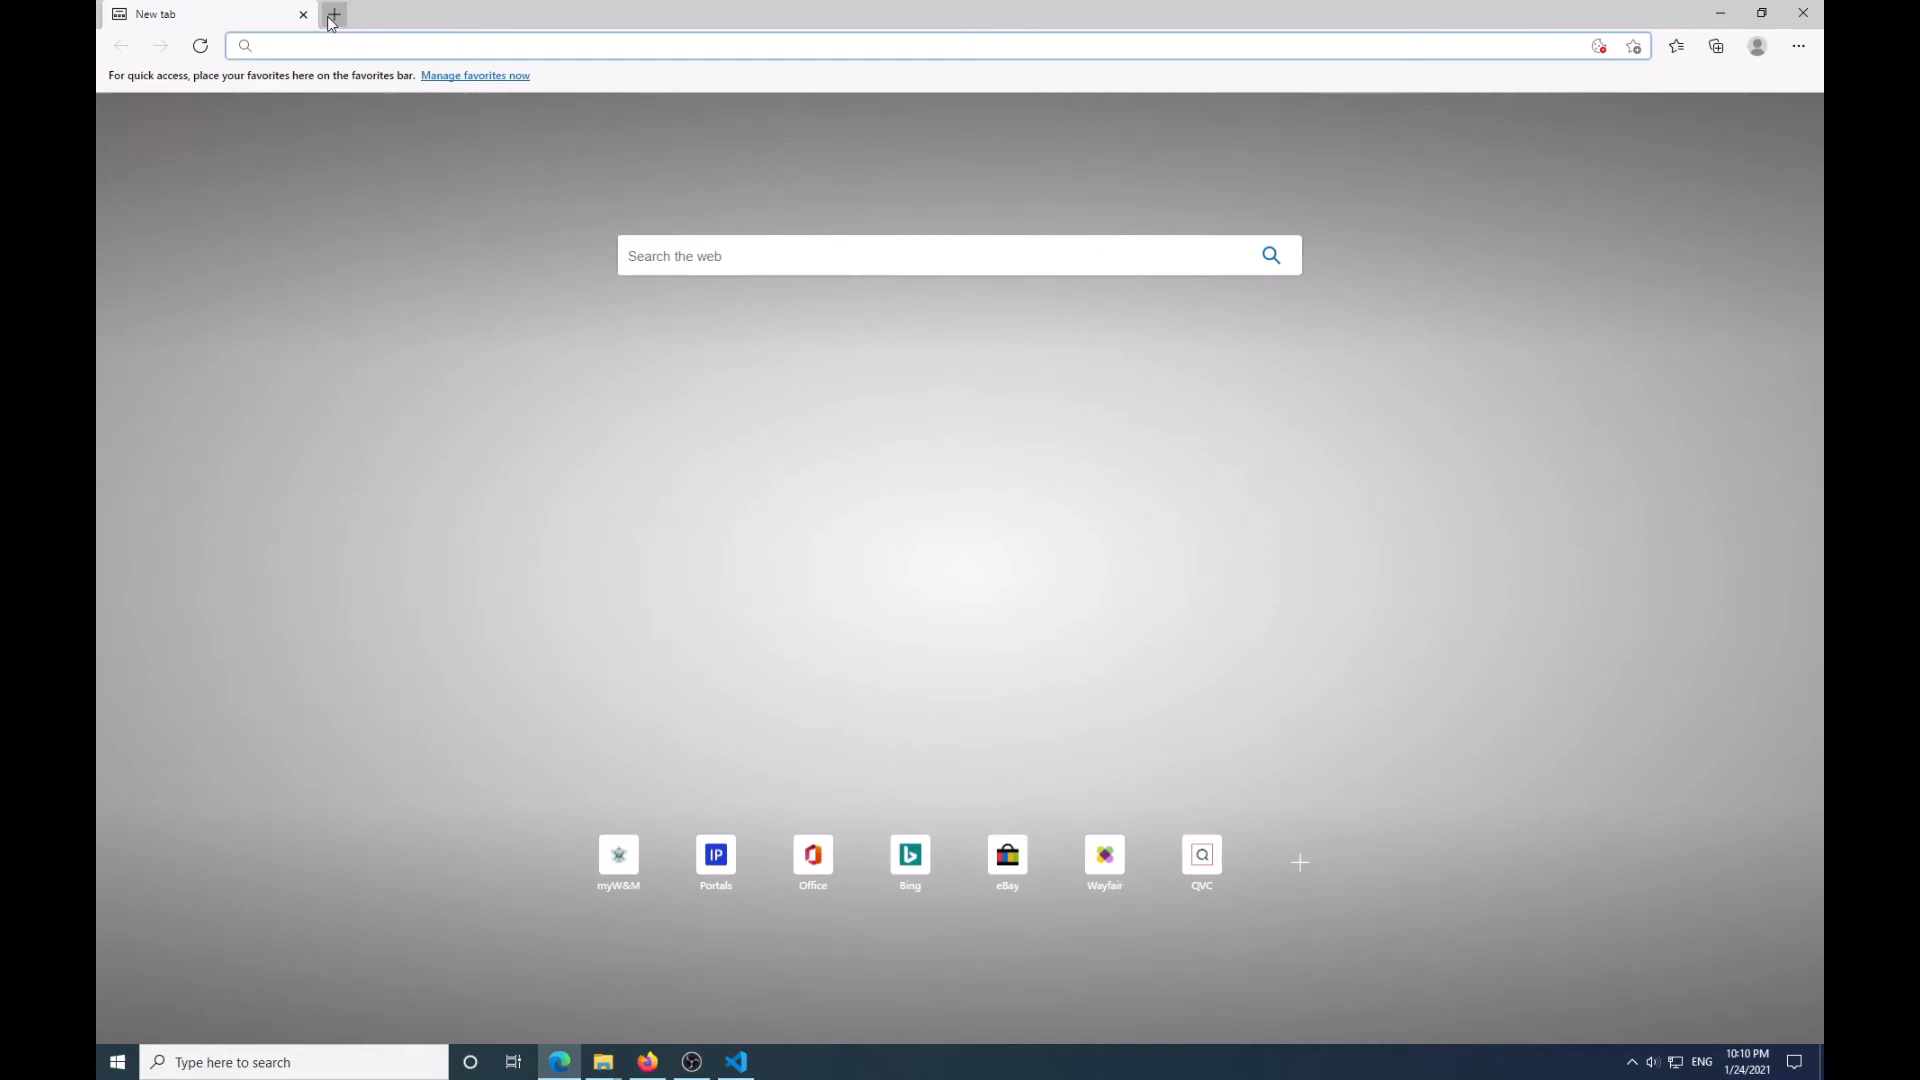 New tab
For quick access, place your favorites here on the favorites bar. Manage favorites now
Search the web
IP
myW&M
Portals
Office
Bing
eBay
Wayfair
QVC
Type here to search
ENG
10:10 PM
1/24/2021